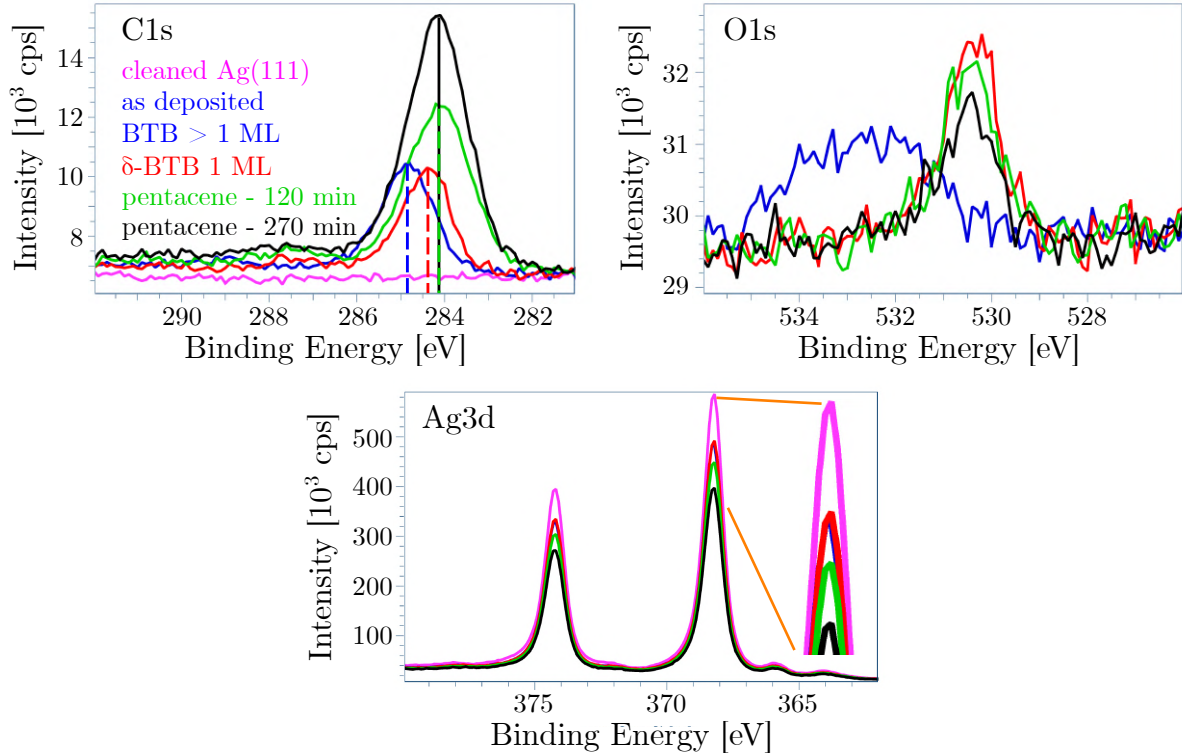 C1s
cleaned Ag(111)
as deposited
BTB > 1 ML
δ-BTB 1 ML
pentacene - 120 min
pentacene - 270 min
14
12
10
8
Intensity [10³ cps]
290
288
286
284
282
Binding Energy [eV]
O1s
32
31
30
29
Intensity [10³ cps]
534
532
530
528
Binding Energy [eV]
Ag3d
500
400
300
200
100
Intensity [10³ cps]
375
370
365
Binding Energy [eV]